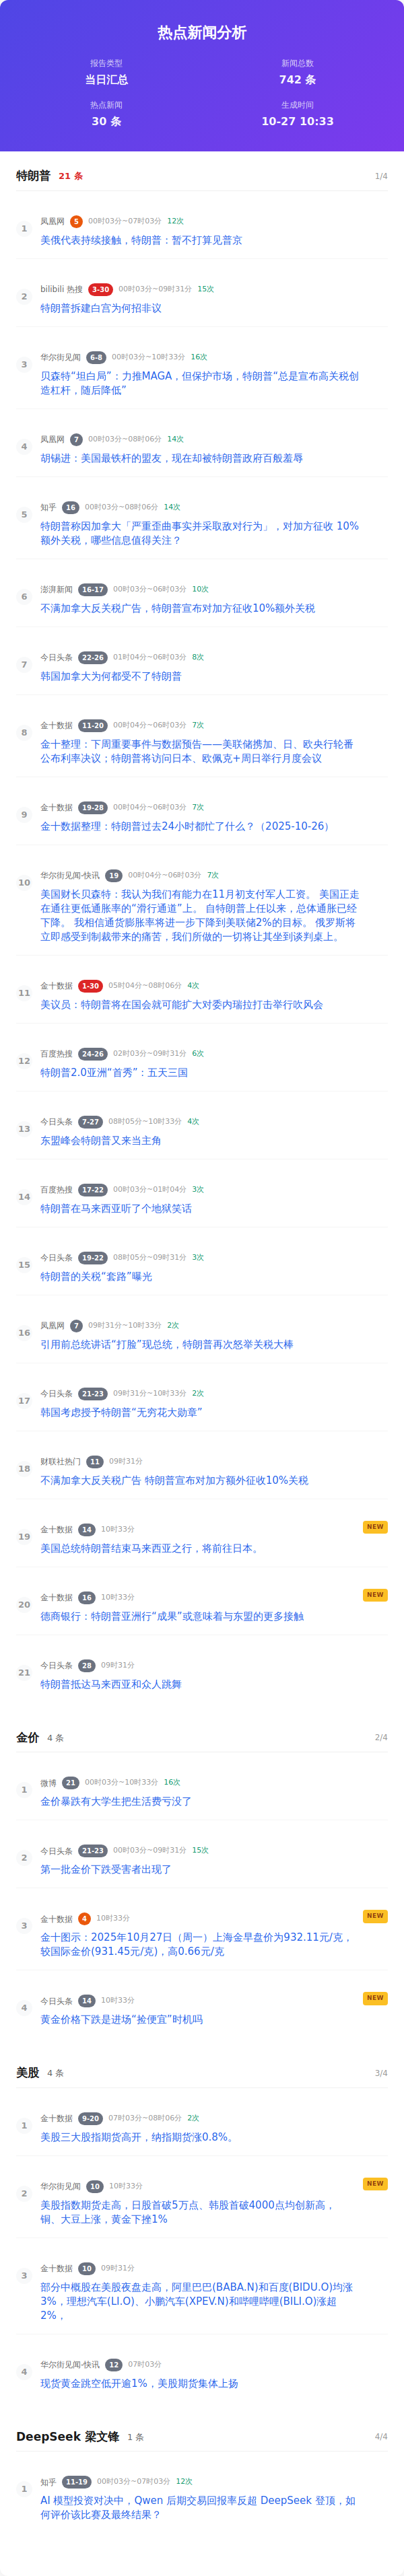 热点新闻分析
报告类型
当日汇总
新闻总数
742 条
热点新闻
30 条
生成时间
10-27 10:33
特朗普 21 条 1/4
1
凤凰网 5 00时03分~07时03分 12次
美俄代表持续接触，特朗普：暂不打算见普京
2
bilibili 热搜 3-30 00时03分~09时31分 15次
特朗普拆建白宫为何招非议
3
华尔街见闻 6-8 00时03分~10时33分 16次
贝森特“坦白局”：力推MAGA，但保护市场，特朗普“总是宣布高关税创
造杠杆，随后降低”
4
凤凰网 7 00时03分~08时06分 14次
胡锡进：美国最铁杆的盟友，现在却被特朗普政府百般羞辱
5
知乎 16 00时03分~08时06分 14次
特朗普称因加拿大「严重歪曲事实并采取敌对行为」，对加方征收 10%
额外关税，哪些信息值得关注？
6
澎湃新闻 16-17 00时03分~06时03分 10次
不满加拿大反关税广告，特朗普宣布对加方征收10%额外关税
7
今日头条 22-26 01时04分~06时03分 8次
韩国加拿大为何都受不了特朗普
8
金十数据 11-20 00时04分~06时03分 7次
金十整理：下周重要事件与数据预告——美联储携加、日、欧央行轮番
公布利率决议；特朗普将访问日本、欧佩克+周日举行月度会议
9
金十数据 19-28 00时04分~06时03分 7次
金十数据整理：特朗普过去24小时都忙了什么？（2025-10-26）
10
华尔街见闻-快讯 19 00时04分~06时03分 7次
美国财长贝森特：我认为我们有能力在11月初支付军人工资。 美国正走
在通往更低通胀率的“滑行通道”上。 自特朗普上任以来，总体通胀已经
下降。 我相信通货膨胀率将进一步下降到美联储2%的目标。 俄罗斯将
立即感受到制裁带来的痛苦，我们所做的一切将让其坐到谈判桌上。
11
金十数据 1-30 05时04分~08时06分 4次
美议员：特朗普将在国会就可能扩大对委内瑞拉打击举行吹风会
12
百度热搜 24-26 02时03分~09时31分 6次
特朗普2.0亚洲“首秀”：五天三国
13
今日头条 7-27 08时05分~10时33分 4次
东盟峰会特朗普又来当主角
14
百度热搜 17-22 00时03分~01时04分 3次
特朗普在马来西亚听了个地狱笑话
15
今日头条 19-22 08时05分~09时31分 3次
特朗普的关税“套路”曝光
16
凤凰网 7 09时31分~10时33分 2次
引用前总统讲话“打脸”现总统，特朗普再次怒举关税大棒
17
今日头条 21-23 09时31分~10时33分 2次
韩国考虑授予特朗普“无穷花大勋章”
18
财联社热门 11 09时31分
不满加拿大反关税广告 特朗普宣布对加方额外征收10%关税
19
金十数据 14 10时33分 NEW
美国总统特朗普结束马来西亚之行，将前往日本。
20
金十数据 16 10时33分 NEW
德商银行：特朗普亚洲行“成果”或意味着与东盟的更多接触
21
今日头条 28 09时31分
特朗普抵达马来西亚和众人跳舞
金价 4 条 2/4
1
微博 21 00时03分~10时33分 16次
金价暴跌有大学生把生活费亏没了
2
今日头条 21-23 00时03分~09时31分 15次
第一批金价下跌受害者出现了
3
金十数据 4 10时33分 NEW
金十图示：2025年10月27日（周一）上海金早盘价为932.11元/克，
较国际金价(931.45元/克)，高0.66元/克
4
今日头条 14 10时33分 NEW
黄金价格下跌是进场“捡便宜”时机吗
美股 4 条 3/4
1
金十数据 9-20 07时03分~08时06分 2次
美股三大股指期货高开，纳指期货涨0.8%。
2
华尔街见闻 10 10时33分 NEW
美股指数期货走高，日股首破5万点、韩股首破4000点均创新高，
铜、大豆上涨，黄金下挫1%
3
金十数据 10 09时31分
部分中概股在美股夜盘走高，阿里巴巴(BABA.N)和百度(BIDU.O)均涨
3%，理想汽车(LI.O)、小鹏汽车(XPEV.N)和哔哩哔哩(BILI.O)涨超
2%，
4
华尔街见闻-快讯 12 07时03分
现货黄金跳空低开逾1%，美股期货集体上扬
DeepSeek 梁文锋 1 条 4/4
1
知乎 11-19 00时03分~07时03分 12次
AI 模型投资对决中，Qwen 后期交易回报率反超 DeepSeek 登顶，如
何评价该比赛及最终结果？